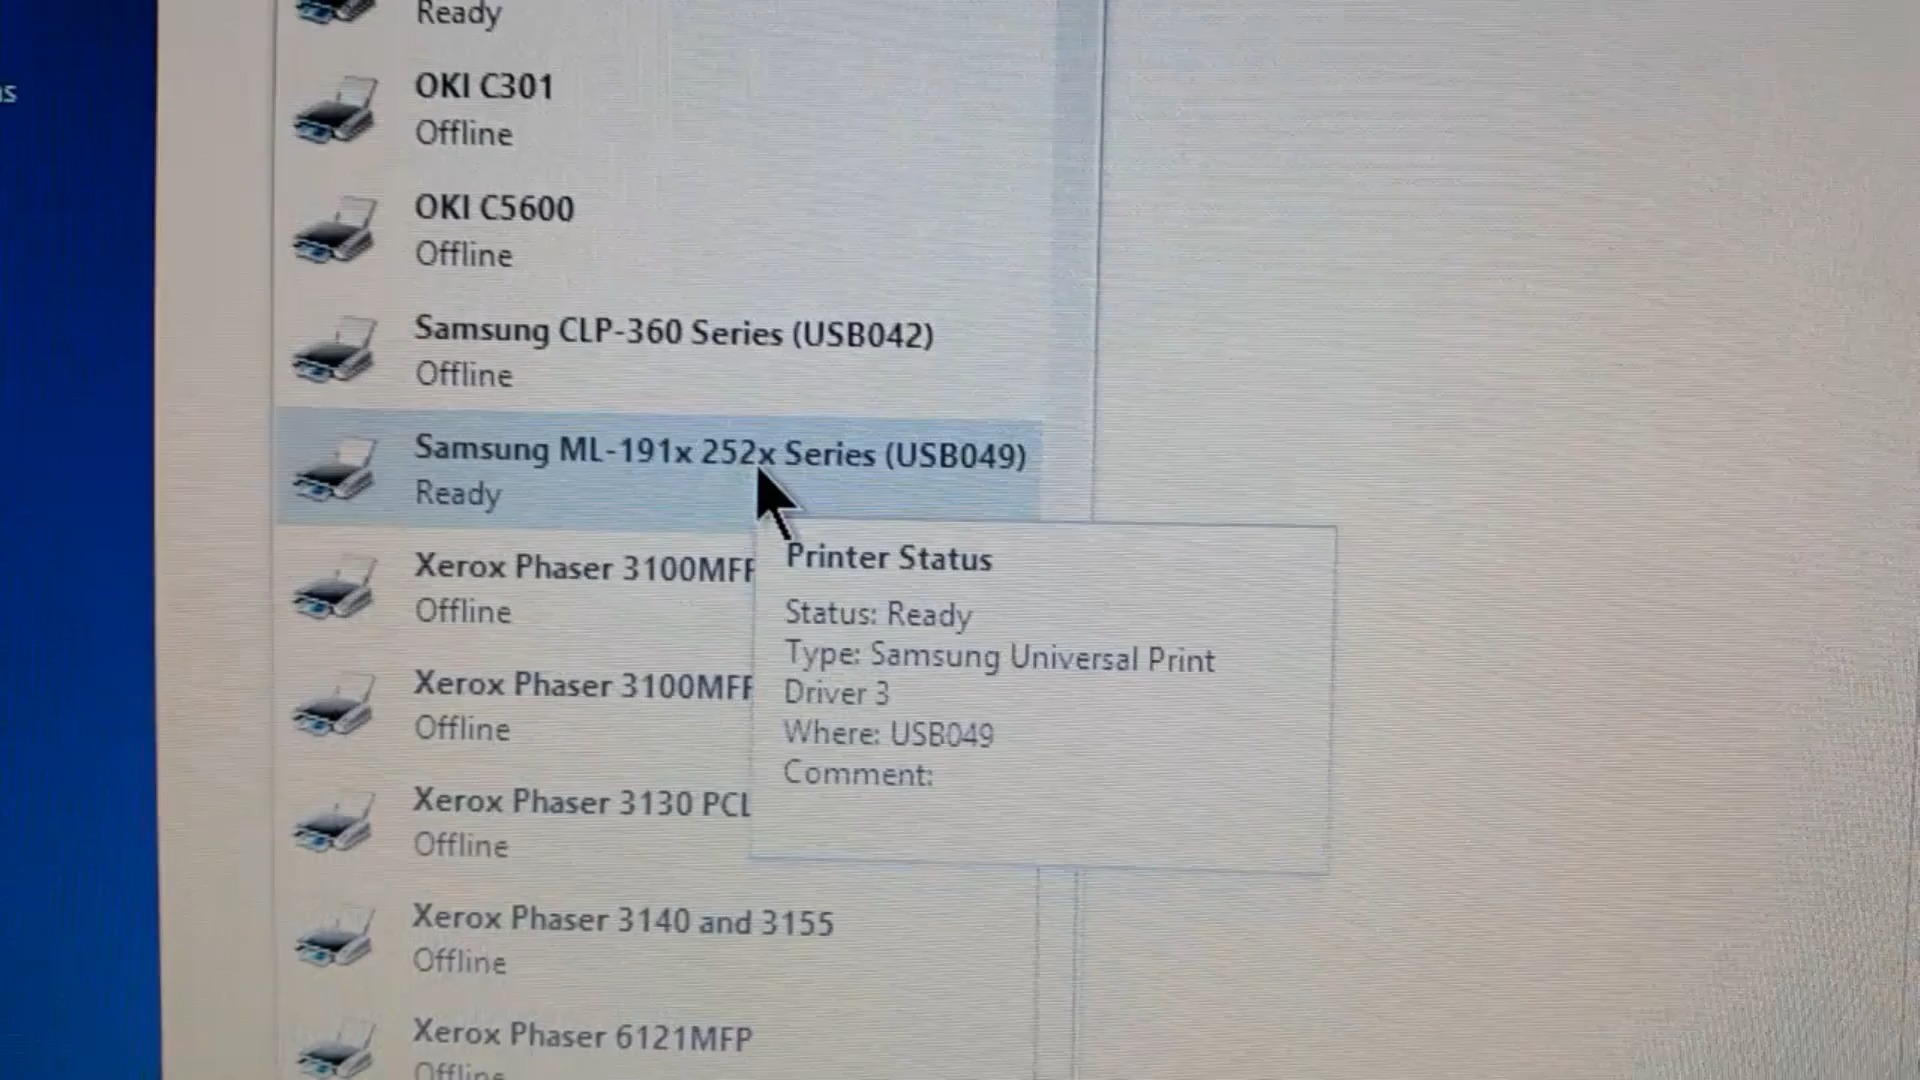 Ready
s
OKI C301
Offline
OKI C5600
Offline
Samsung CLP-360 Series (USB042)
Offline
Samsung ML-191x 252x Series (USB049)
Ready
Printer Status
Status: Ready
Type: Samsung Universal Print
Driver 3
Where: USB049
Comment:
Xerox Phaser 3100MFP
Offline
Xerox Phaser 3100MFP
Offline
Xerox Phaser 3130 PCL
Offline
Xerox Phaser 3140 and 3155
Offline
Xerox Phaser 6121MFP
Offline